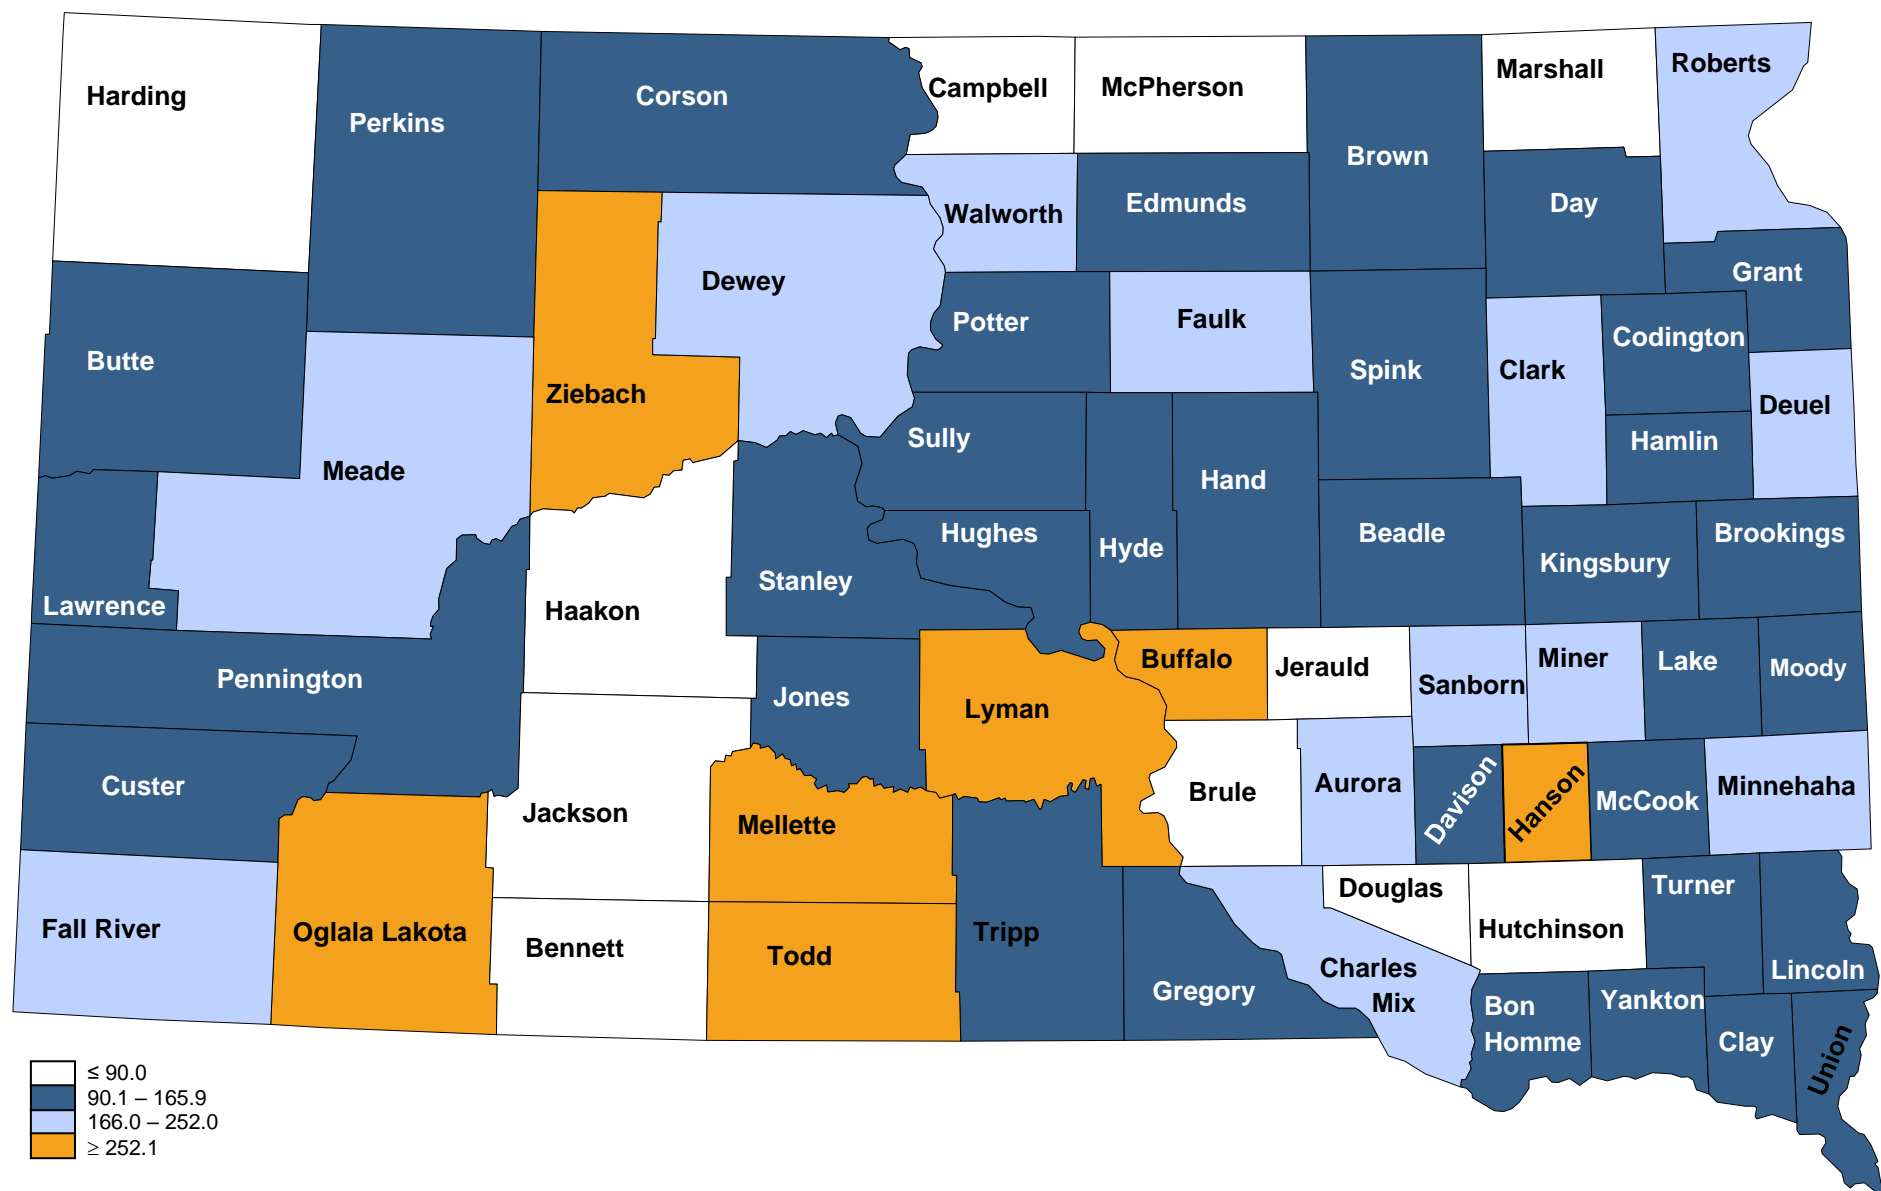 Harding
Perkins
Corson
Campbell
McPherson
Brown
Marshall
Roberts
Walworth
Edmunds
Day
Dewey
Grant
Butte
Ziebach
Potter
Faulk
Spink
Clark
Codington
Deuel
Meade
Sully
Hand
Hamlin
Lawrence
Haakon
Stanley
Hughes
Hyde
Beadle
Kingsbury
Brookings
Pennington
Jones
Lyman
Buffalo
Jerauld
Sanborn
Miner
Lake
Moody
Custer
Jackson
Mellette
Brule
Aurora
Davison
Hanson
McCook
Minnehaha
Fall River
Oglala Lakota
Bennett
Todd
Tripp
Gregory
Charles
Mix
Douglas
Hutchinson
Turner
Lincoln
Bon
Homme
Yankton
Clay
Union
≤ 90.0
90.1 – 165.9
166.0 – 252.0
≥ 252.1